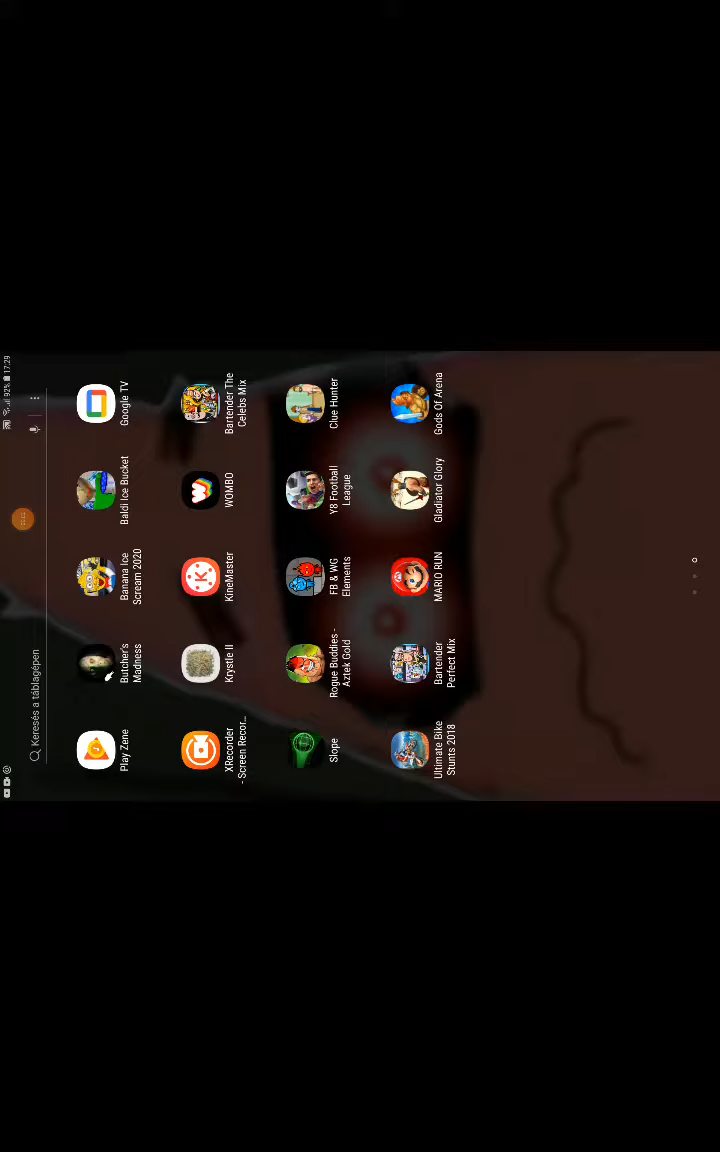 92% 17:29
Keresés a táblagépen
Play Zene
Butcher's
Madness
Banana Ice
Scream 2020
Baldi Ice Bucket
Google TV
XRecorder
- Screen Recor...
Krystle II
KineMaster
WOMBO
Bartender The
Celebs Mix
Slope
Rogue Buddies -
Aztek Gold
FB & WG
Elements
Y8 Football
League
Clue Hunter
Ultimate Bike
Stunts 2018
Bartender
Perfect Mix
MARIO RUN
Gladiator Glory
Gods Of Arena